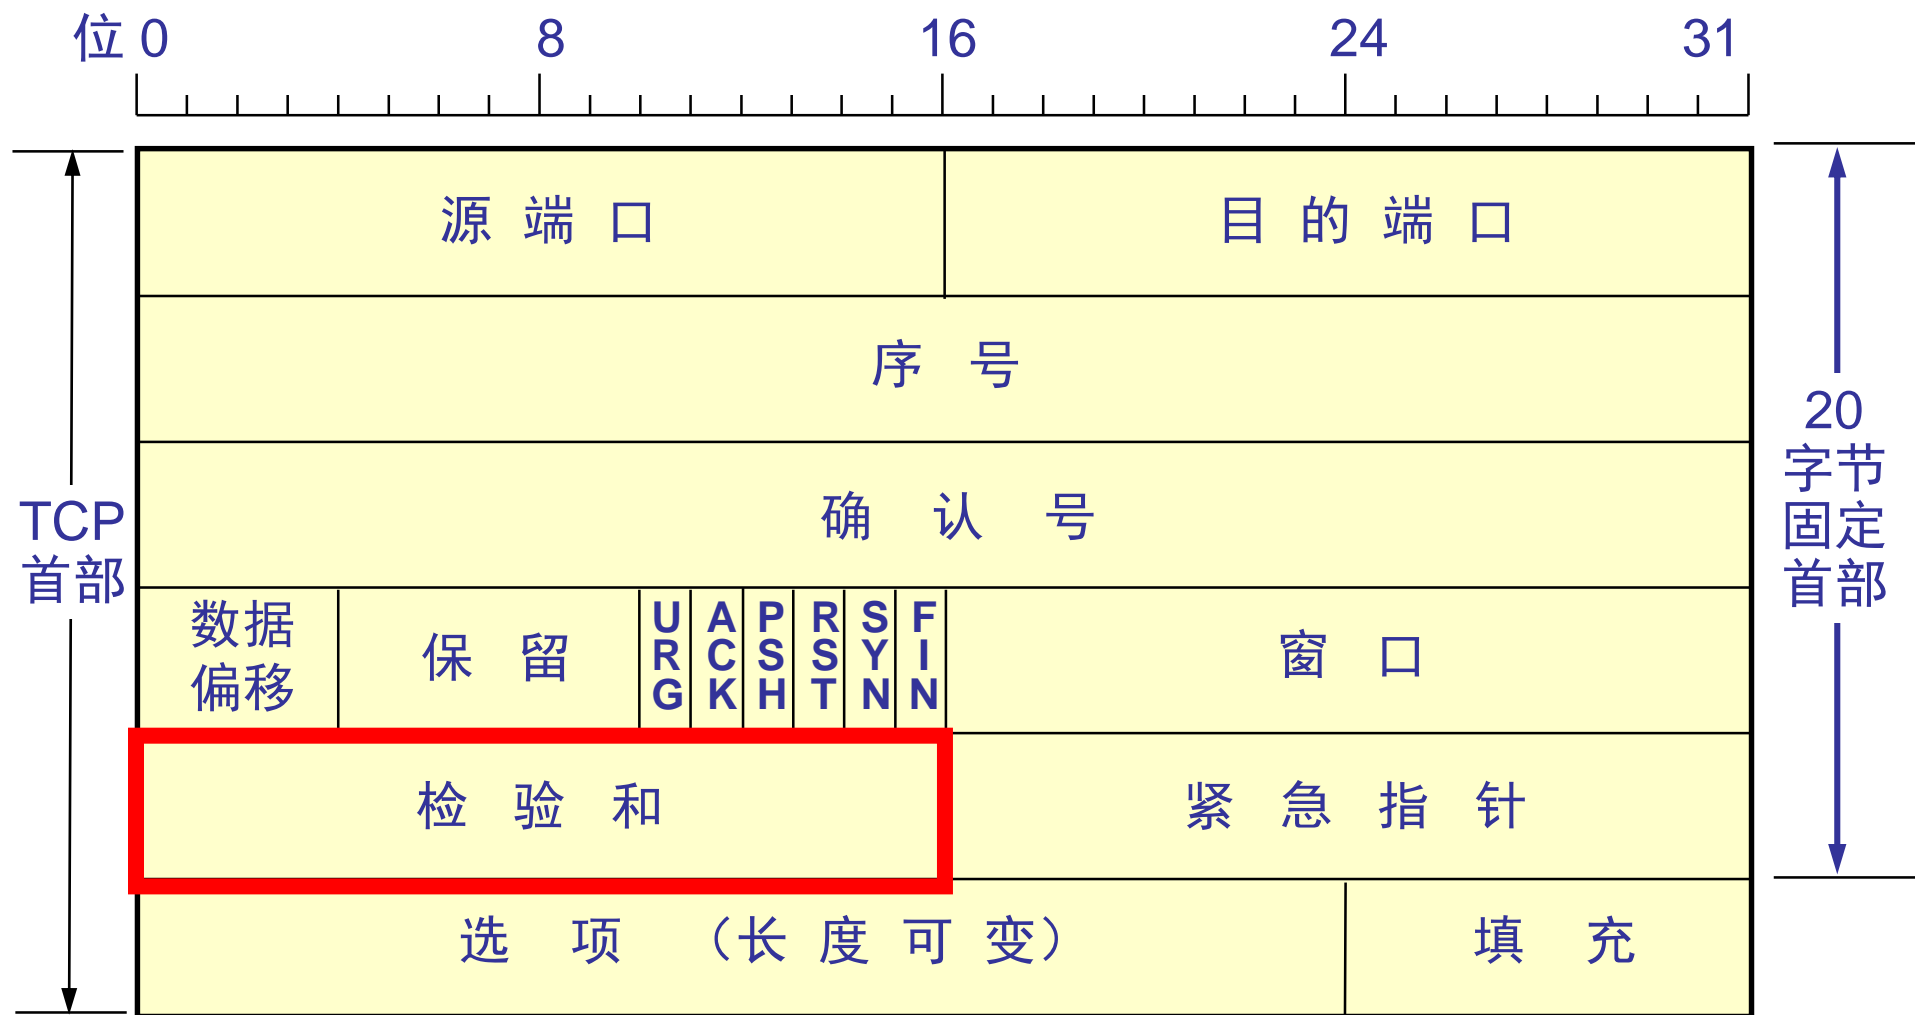 位 0 8 16 24 31
源端口 目的端口
序号
确认号
数据偏移 保留 URG ACK PSH RST SYN FIN 窗口
检验和 紧急指针
选项（长度可变） 填充
TCP
首部
20
字节
固定
首部